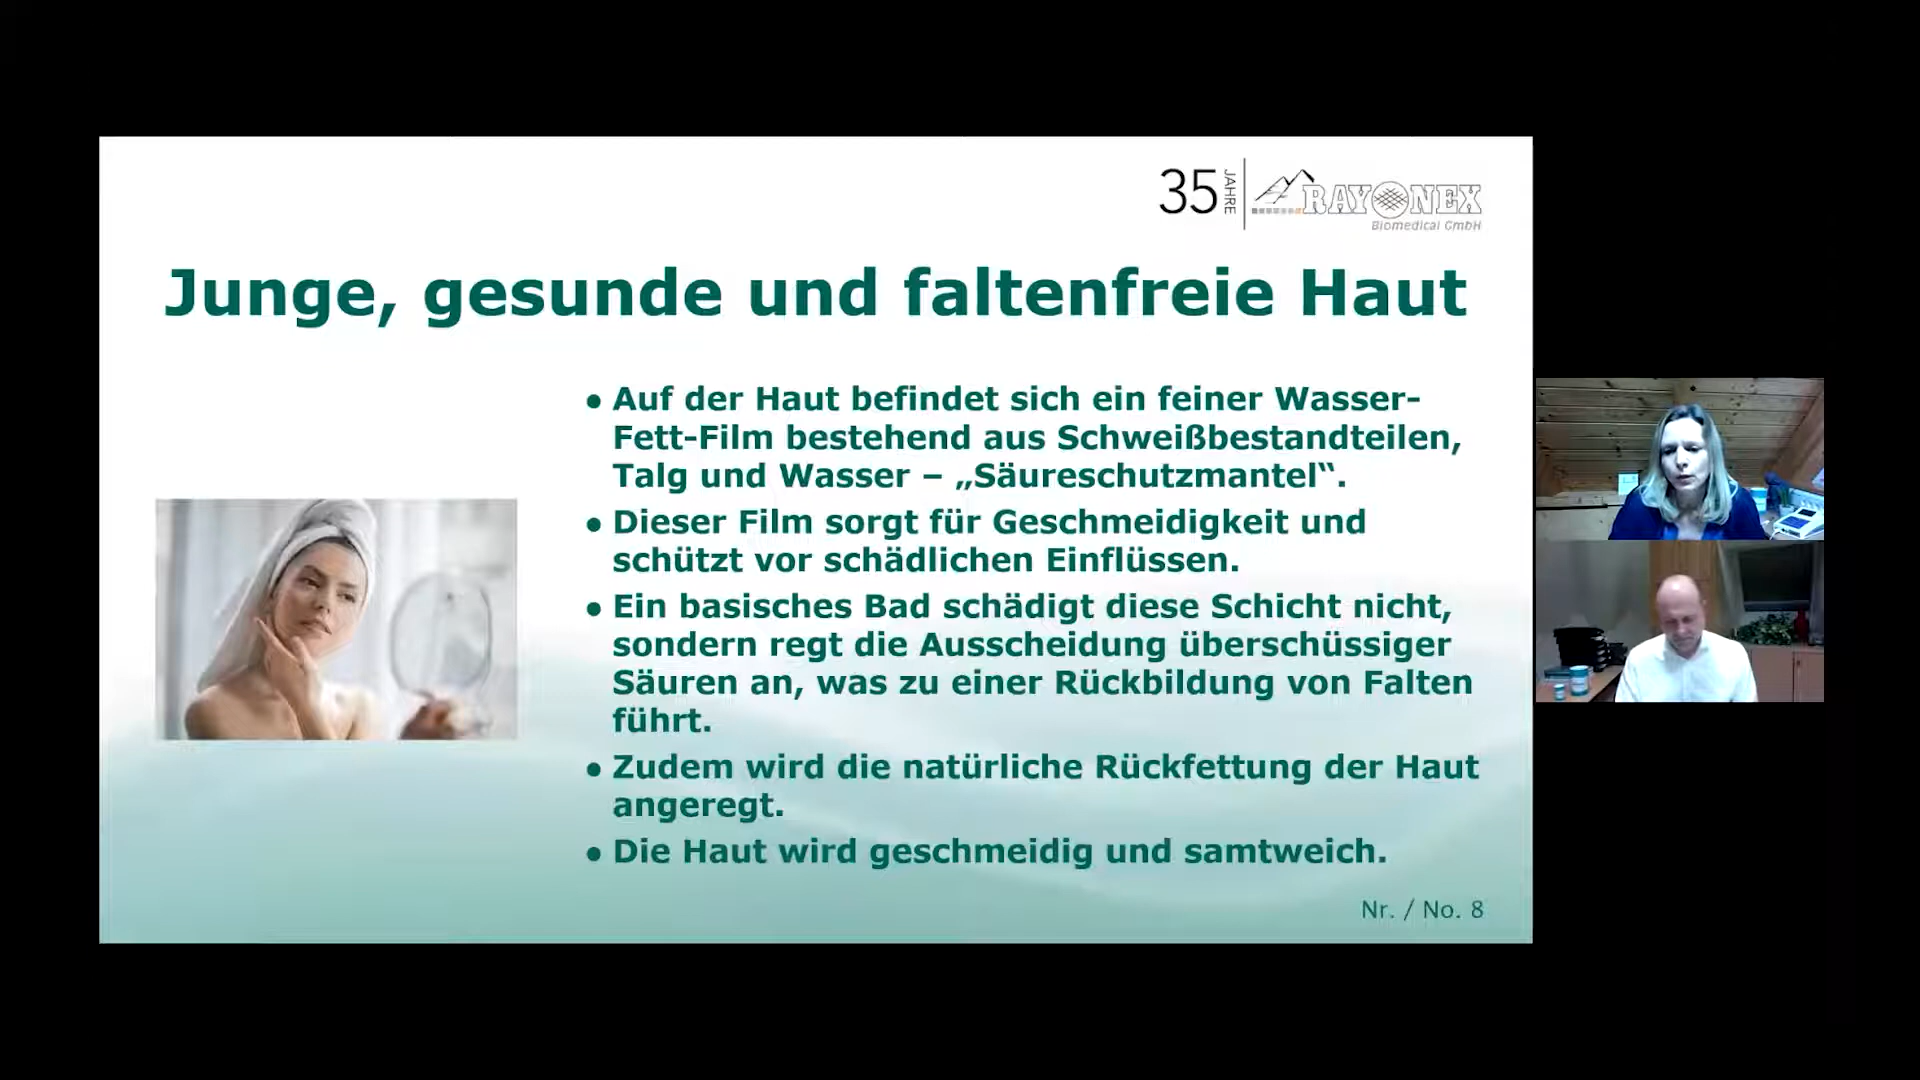 35 JAHRE RAYONEX
Biomedical GmbH
Junge, gesunde und faltenfreie Haut
● Auf der Haut befindet sich ein feiner Wasser-
Fett-Film bestehend aus Schweißbestandteilen,
Talg und Wasser – „Säureschutzmantel“.
● Dieser Film sorgt für Geschmeidigkeit und
schützt vor schädlichen Einflüssen.
● Ein basisches Bad schädigt diese Schicht nicht,
sondern regt die Ausscheidung überschüssiger
Säuren an, was zu einer Rückbildung von Falten
führt.
● Zudem wird die natürliche Rückfettung der Haut
angeregt.
● Die Haut wird geschmeidig und samtweich.
Nr. / No. 8